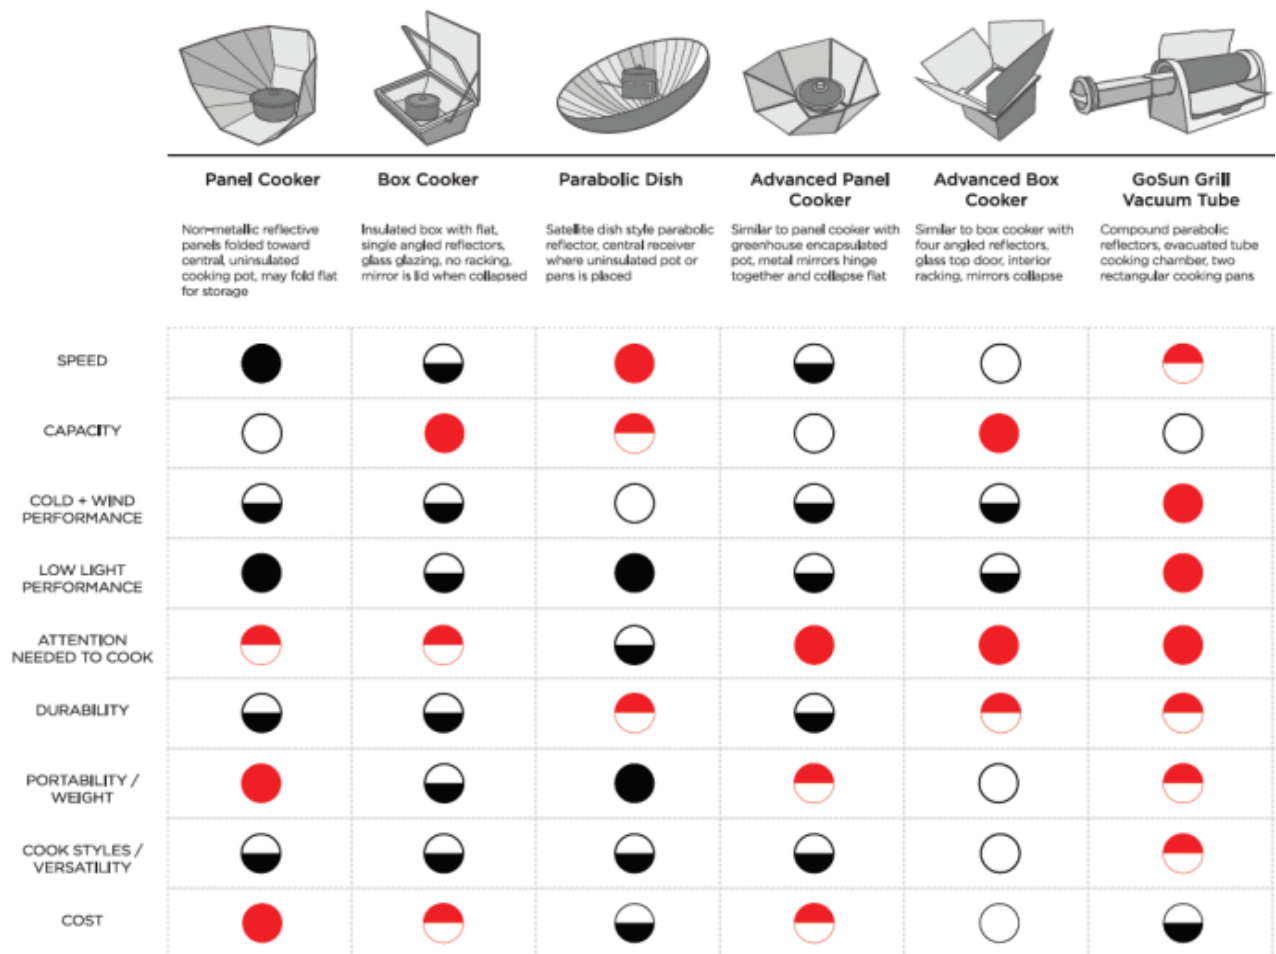 Panel Cooker
Non-metallic reflective
panels folded toward
central, uninsulated
cooking pot, may fold flat
for storage
Box Cooker
Insulated box with flat,
single angled reflectors,
glass glazing, no racking,
mirror is lid when collapsed
Parabolic Dish
Satellite dish style parabolic
reflector, central receiver
where uninsulated pot or
pans is placed
Advanced Panel
Cooker
Similar to panel cooker with
greenhouse encapsulated
pot, metal mirrors hinge
together and collapse flat
Advanced Box
Cooker
Similar to box cooker with
four angled reflectors,
glass top door, interior
racking, mirrors collapse
GoSun Grill
Vacuum Tube
Compound parabolic
reflectors, evacuated tube
cooking chamber, two
rectangular cooking pans
SPEED
CAPACITY
COLD + WIND
PERFORMANCE
LOW LIGHT
PERFORMANCE
ATTENTION
NEEDED TO COOK
DURABILITY
PORTABILITY /
WEIGHT
COOK STYLES /
VERSATILITY
COST